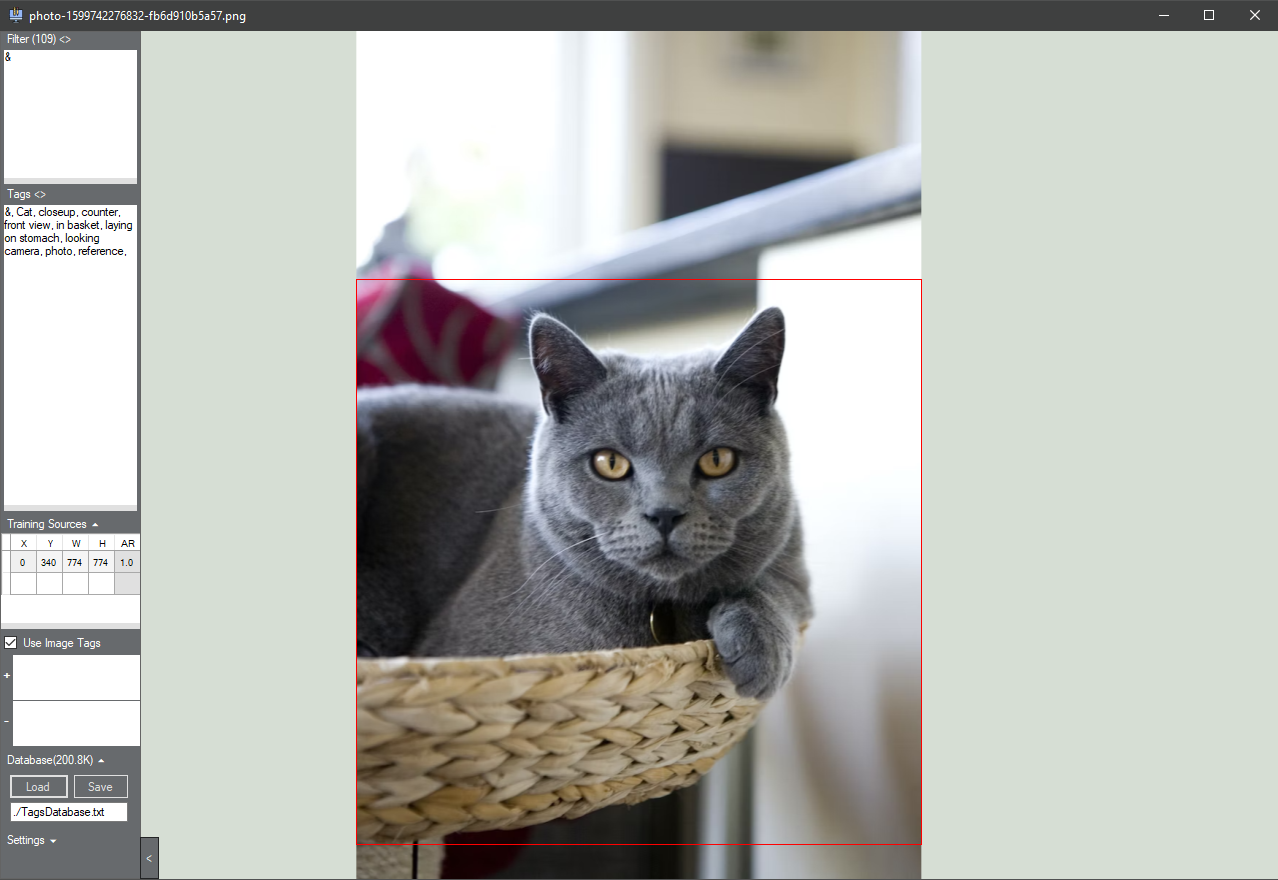 photo-1599742276832-fb6d910b5a57.png
Filter (109) <>
&
Tags <>
&, Cat, closeup, counter,
front view, in basket, laying
on stomach, looking
camera, photo, reference,
Training Sources
X Y W H AR
0 340 774 774 1.0
Use Image Tags
+
-
Database(200.8K)
Load Save
./TagsDatabase.txt
Settings
<